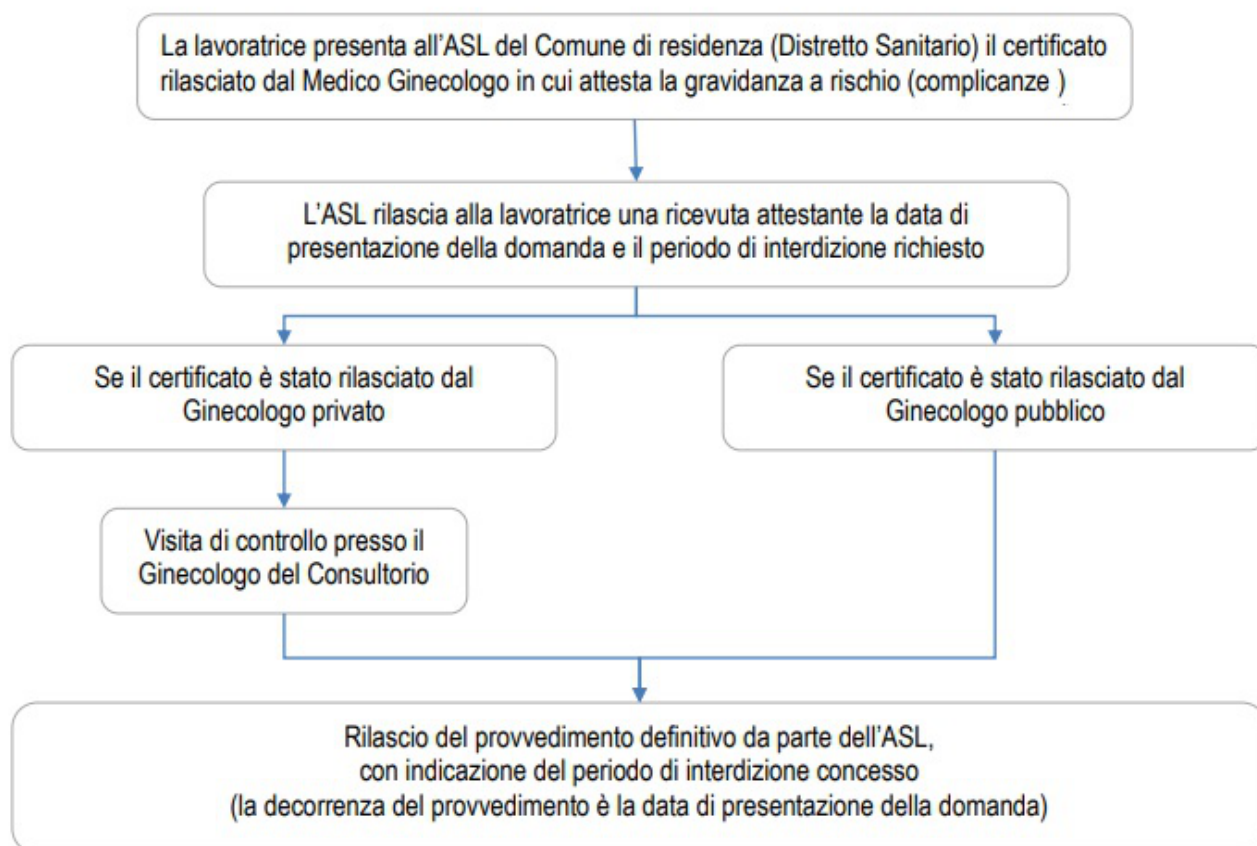 La lavoratrice presenta all'ASL del Comune di residenza (Distretto Sanitario) il certificato
rilasciato dal Medico Ginecologo in cui attesta la gravidanza a rischio (complicanze )
L'ASL rilascia alla lavoratrice una ricevuta attestante la data di
presentazione della domanda e il periodo di interdizione richiesto
Se il certificato è stato rilasciato dal
Ginecologo privato
Se il certificato è stato rilasciato dal
Ginecologo pubblico
Visita di controllo presso il
Ginecologo del Consultorio
Rilascio del provvedimento definitivo da parte dell'ASL,
con indicazione del periodo di interdizione concesso
(la decorrenza del provvedimento è la data di presentazione della domanda)